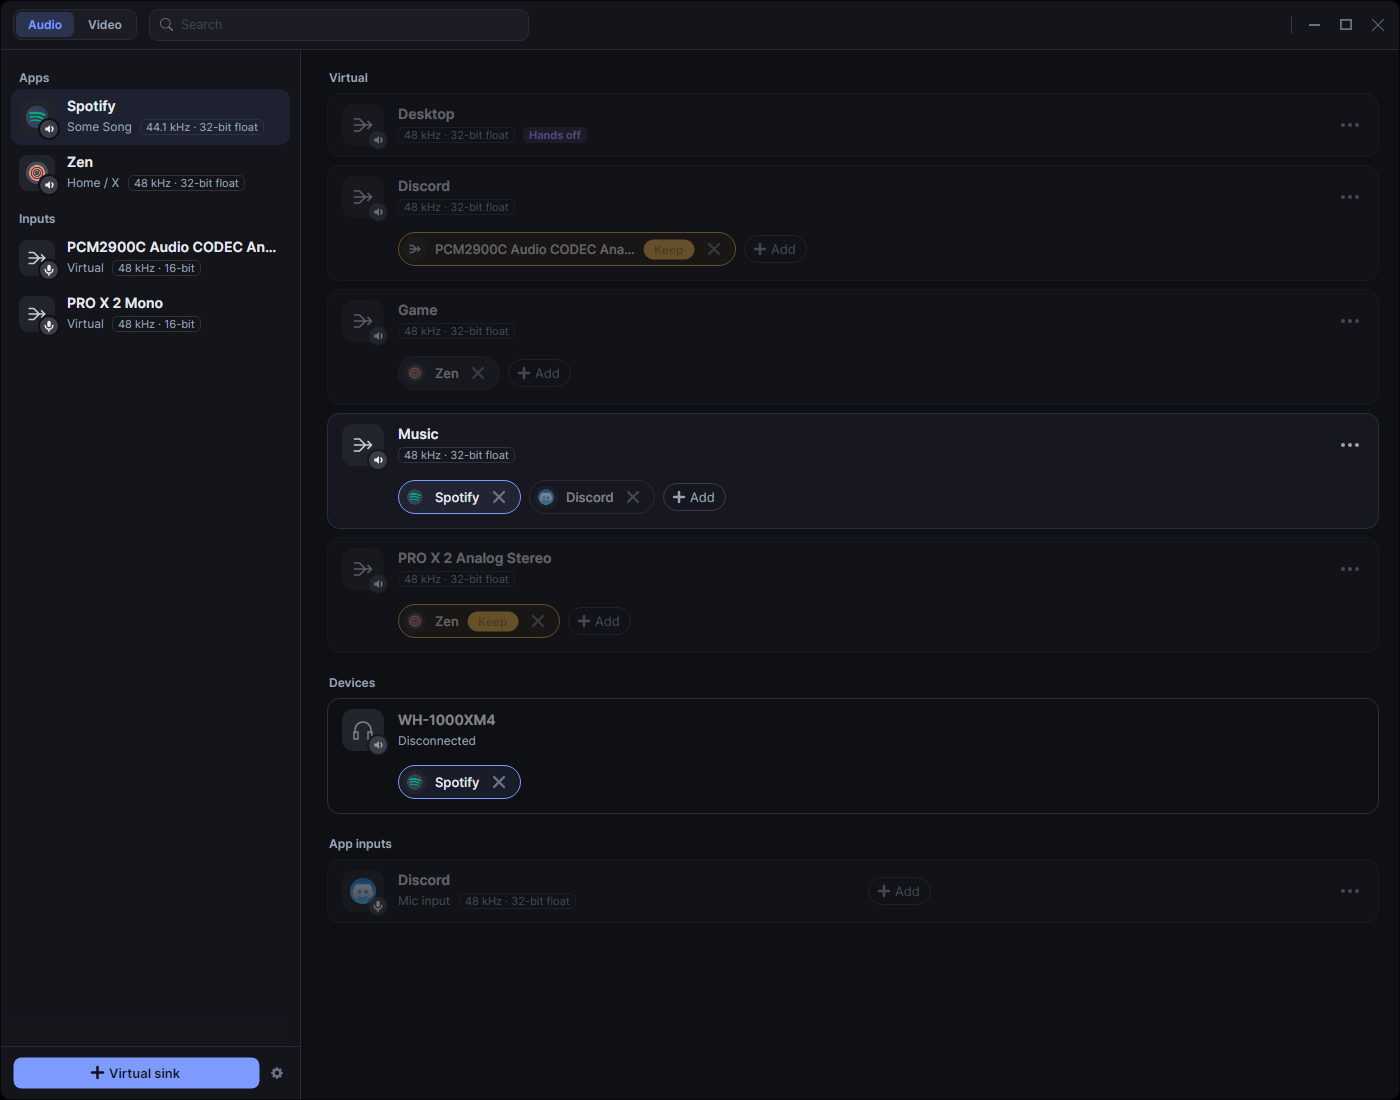 Audio Video Search
Apps
Spotify
Some Song 44.1 kHz · 32-bit float
Zen
Home / X 48 kHz · 32-bit float
Inputs
PCM2900C Audio CODEC An...
Virtual 48 kHz · 16-bit
PRO X 2 Mono
Virtual 48 kHz · 16-bit
Virtual sink
Virtual
Desktop
48 kHz · 32-bit float Hands off
Discord
48 kHz · 32-bit float
PCM2900C Audio CODEC Ana... Keep Add
Game
48 kHz · 32-bit float
Zen Add
Music
48 kHz · 32-bit float
Spotify Discord Add
PRO X 2 Analog Stereo
48 kHz · 32-bit float
Zen Keep Add
Devices
WH-1000XM4
Disconnected
Spotify
App inputs
Discord
Mic input 48 kHz · 32-bit float Add